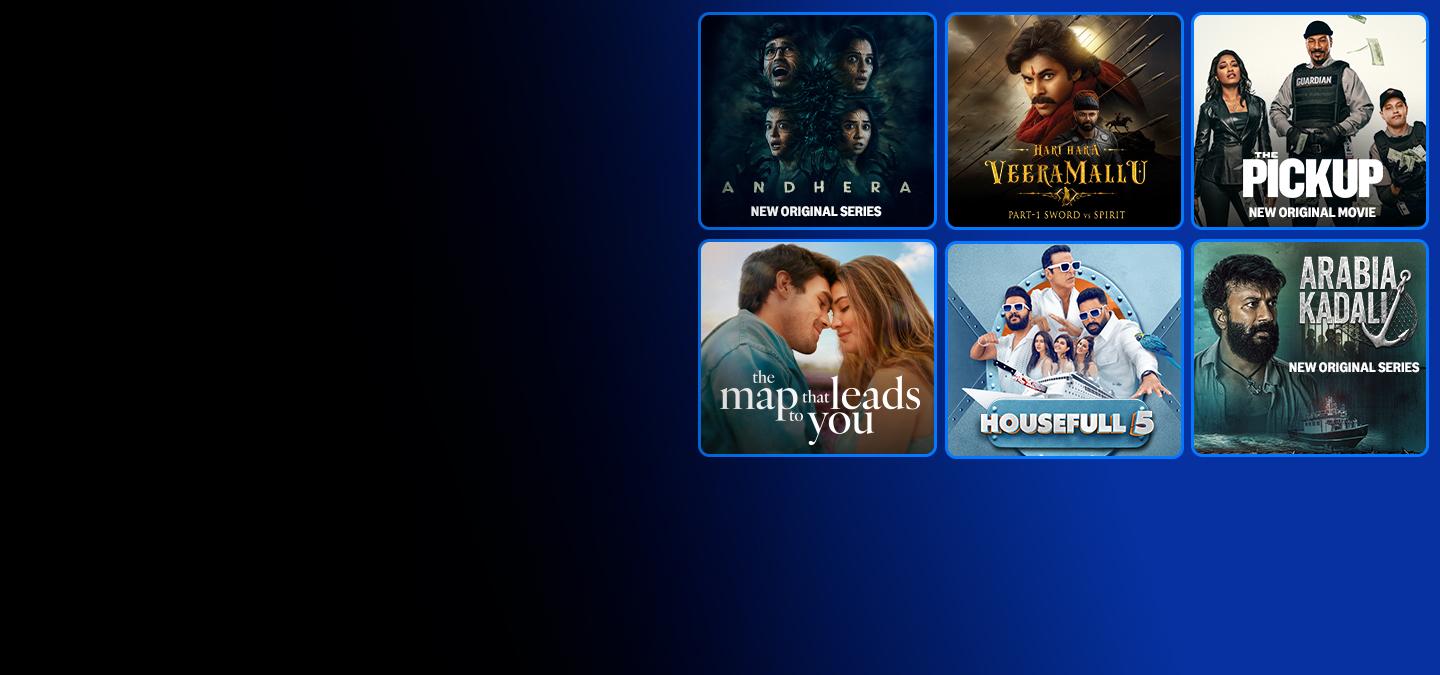 ANDHERA
NEW ORIGINAL SERIES
HARI HARA
VEERAMALLU
PART-1 SWORD VS SPIRIT
GUARDIAN
THE
PICKUP
NEW ORIGINAL MOVIE
the
map that leads
to you
HOUSEFULL 5
ARABIA
KADALI
NEW ORIGINAL SERIES